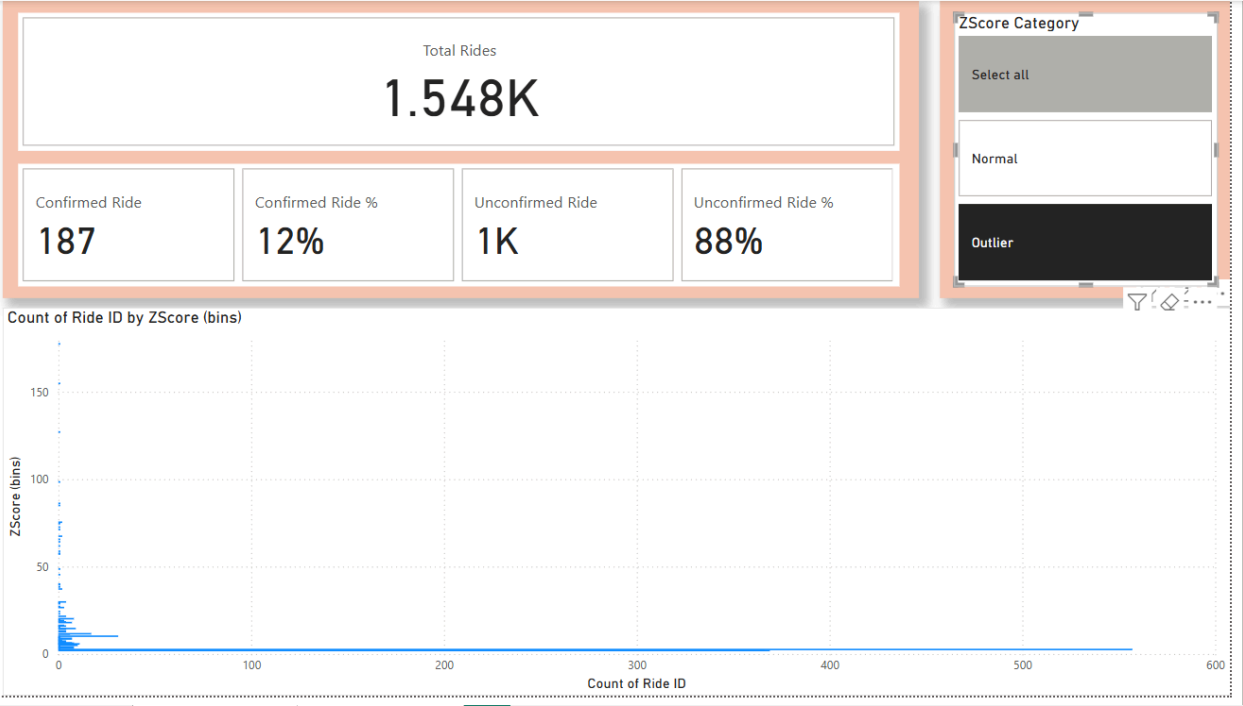 Total Rides
1.548K
Confirmed Ride
187
Confirmed Ride %
12%
Unconfirmed Ride
1K
Unconfirmed Ride %
88%
ZScore Category
Select all
Normal
Outlier
Count of Ride ID by ZScore (bins)
ZScore (bins)
150
100
50
0
0 100 200 300 400 500 600
Count of Ride ID